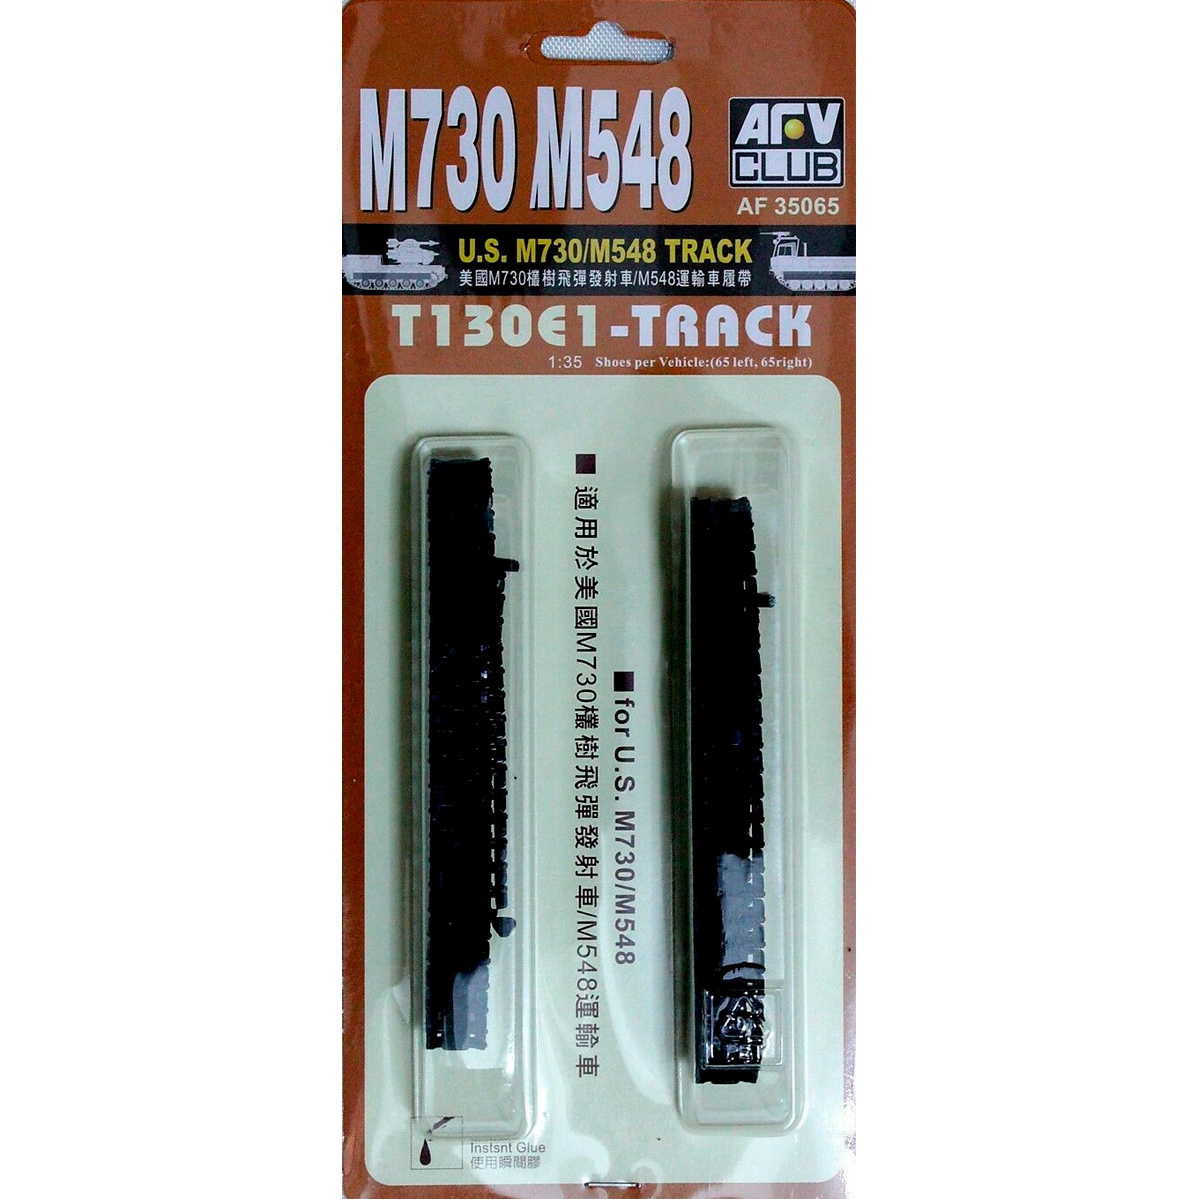 M730 M548
AFV
CLUB
AF 35065
U.S. M730/M548 TRACK
美國M730欉樹飛彈發射車/M548運輸車履帶
T130E1-TRACK
1:35 Shoes per Vehicle:(65 left, 65right)
適用於美國M730欉樹飛彈發射車/M548運輸車
for U.S. M730/M548
Instsnt Glue
使用瞬間膠